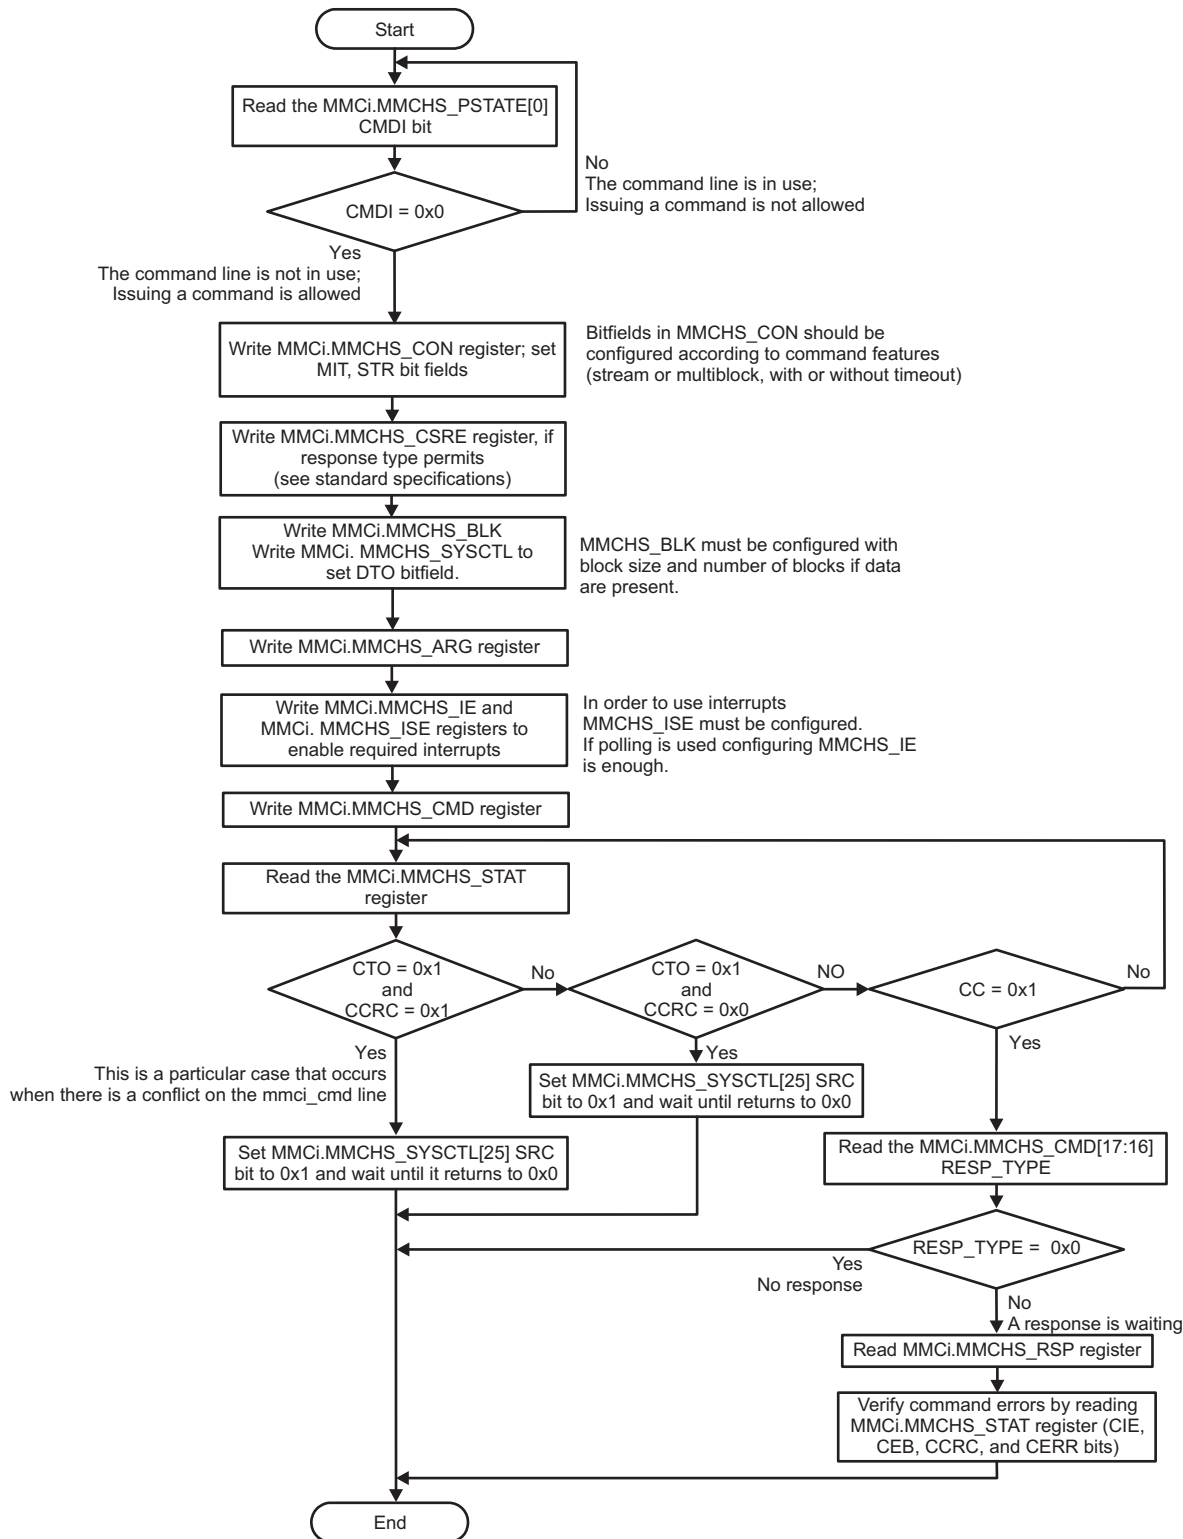 Start
Read the MMCi.MMCHS_PSTATE[0]
CMDI bit
No
The command line is in use;
Issuing a command is not allowed
CMDI = 0x0
Yes
The command line is not in use;
Issuing a command is allowed
Write MMCi.MMCHS_CON register; set
MIT, STR bit fields
Bitfields in MMCHS_CON should be
configured according to command features
(stream or multiblock, with or without timeout)
Write MMCi.MMCHS_CSRE register, if
response type permits
(see standard specifications)
Write MMCi.MMCHS_BLK
Write MMCi. MMCHS_SYSCTL to
set DTO bitfield.
MMCHS_BLK must be configured with
block size and number of blocks if data
are present.
Write MMCi.MMCHS_ARG register
Write MMCi.MMCHS_IE and
MMCi. MMCHS_ISE registers to
enable required interrupts
In order to use interrupts
MMCHS_ISE must be configured.
If polling is used configuring MMCHS_IE
is enough.
Write MMCi.MMCHS_CMD register
Read the MMCi.MMCHS_STAT
register
CTO = 0x1
and
CCRC = 0x1
No
CTO = 0x1
and
CCRC = 0x0
NO
CC = 0x1
No
Yes
This is a particular case that occurs
when there is a conflict on the mmci_cmd line
Yes
Yes
Set MMCi.MMCHS_SYSCTL[25] SRC
bit to 0x1 and wait until returns to 0x0
Set MMCi.MMCHS_SYSCTL[25] SRC
bit to 0x1 and wait until it returns to 0x0
Read the MMCi.MMCHS_CMD[17:16]
RESP_TYPE
RESP_TYPE = 0x0
Yes
No response
No
A response is waiting
Read MMCi.MMCHS_RSP register
Verify command errors by reading
MMCi.MMCHS_STAT register (CIE,
CEB, CCRC, and CERR bits)
End